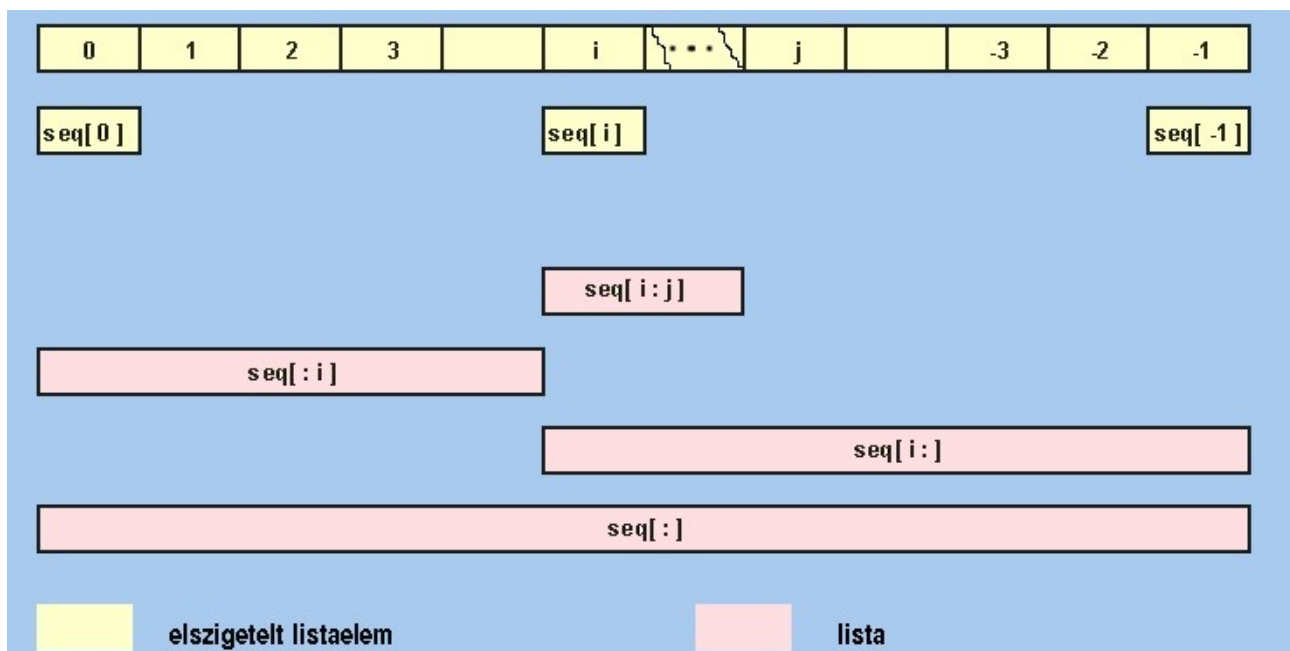 0 1 2 3 i ... j -3 -2 -1
seq[0] seq[i] seq[-1]
seq[i:j]
seq[:i]
seq[i:]
seq[:]
elszigetelt listaelem lista